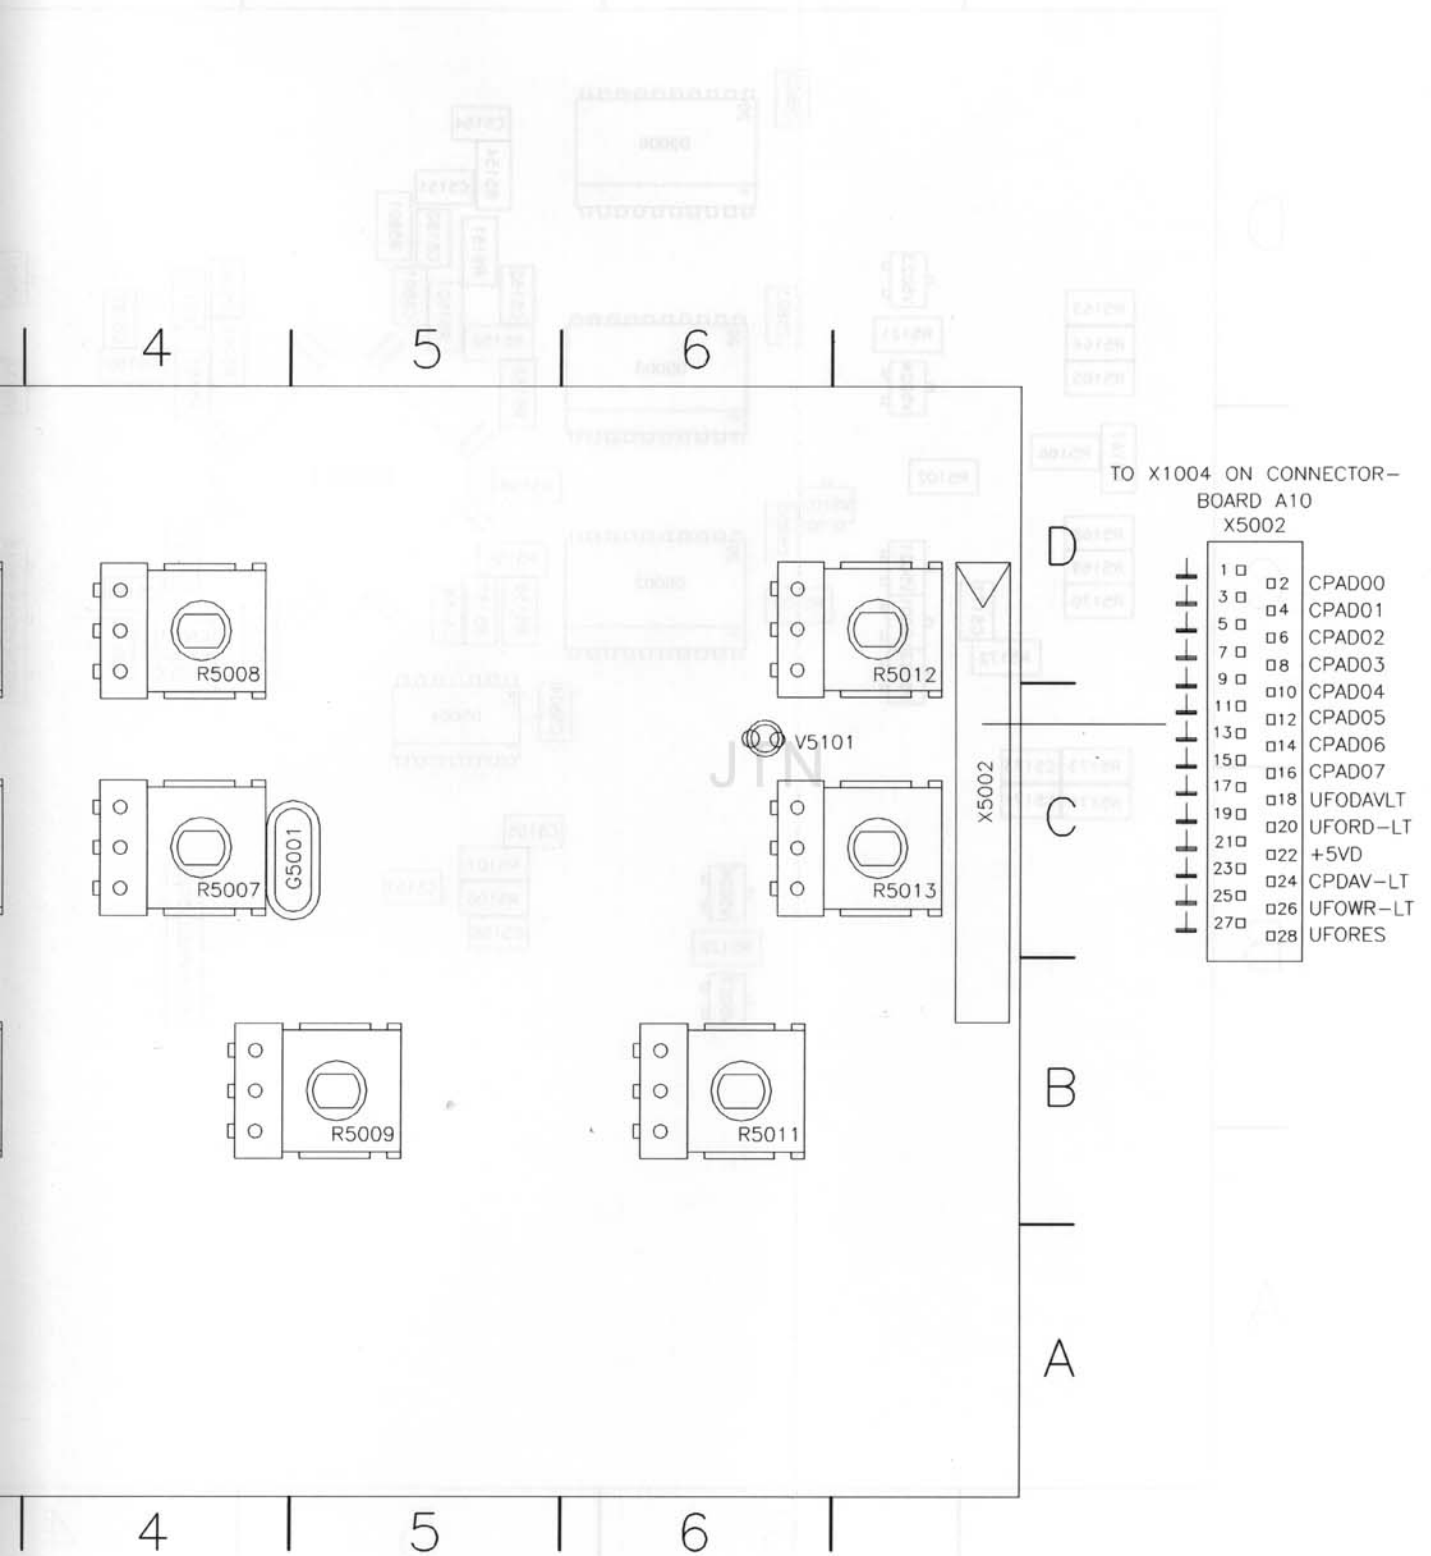 4 5 6
TO X1004 ON CONNECTOR-
BOARD A10
X5002
D
1
2 CPAD00
3
4 CPAD01
5
6 CPAD02
7
8 CPAD03
9
10 CPAD04
11
12 CPAD05
13
14 CPAD06
15
16 CPAD07
17
18 UFODAVLT
19
20 UFORD-LT
21
22 +5VD
23
24 CPDAV-LT
25
26 UFOWR-LT
27
28 UFORES
R5008
R5012
V5101
X5002
C
R5007
G5001
R5013
B
R5009
R5011
A
4 5 6